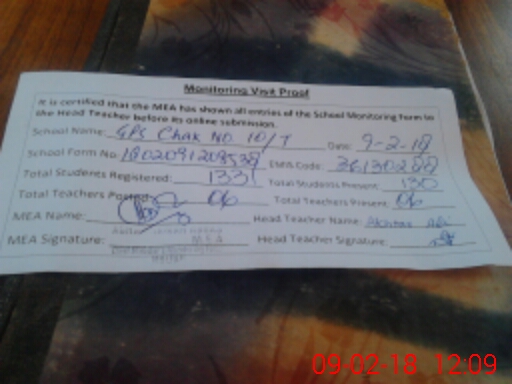 Monitoring Visit Proof
It is certified that the MEA has shown all entries of the School Monitoring Form to
the Head Teacher before its online submission.
School Name: GPS Chak NO. 10/T Date: 9-2-18
School Form No. EMIS Code: 36130288
Total Students Registered: 133 Total Students Present: 130
Total Teachers Posted: 06 Total Teachers Present: 06
MEA Name: Head Teacher Name: Ali
MEA Signature: MEA Head Teacher Signature:
09-02-18 12:09